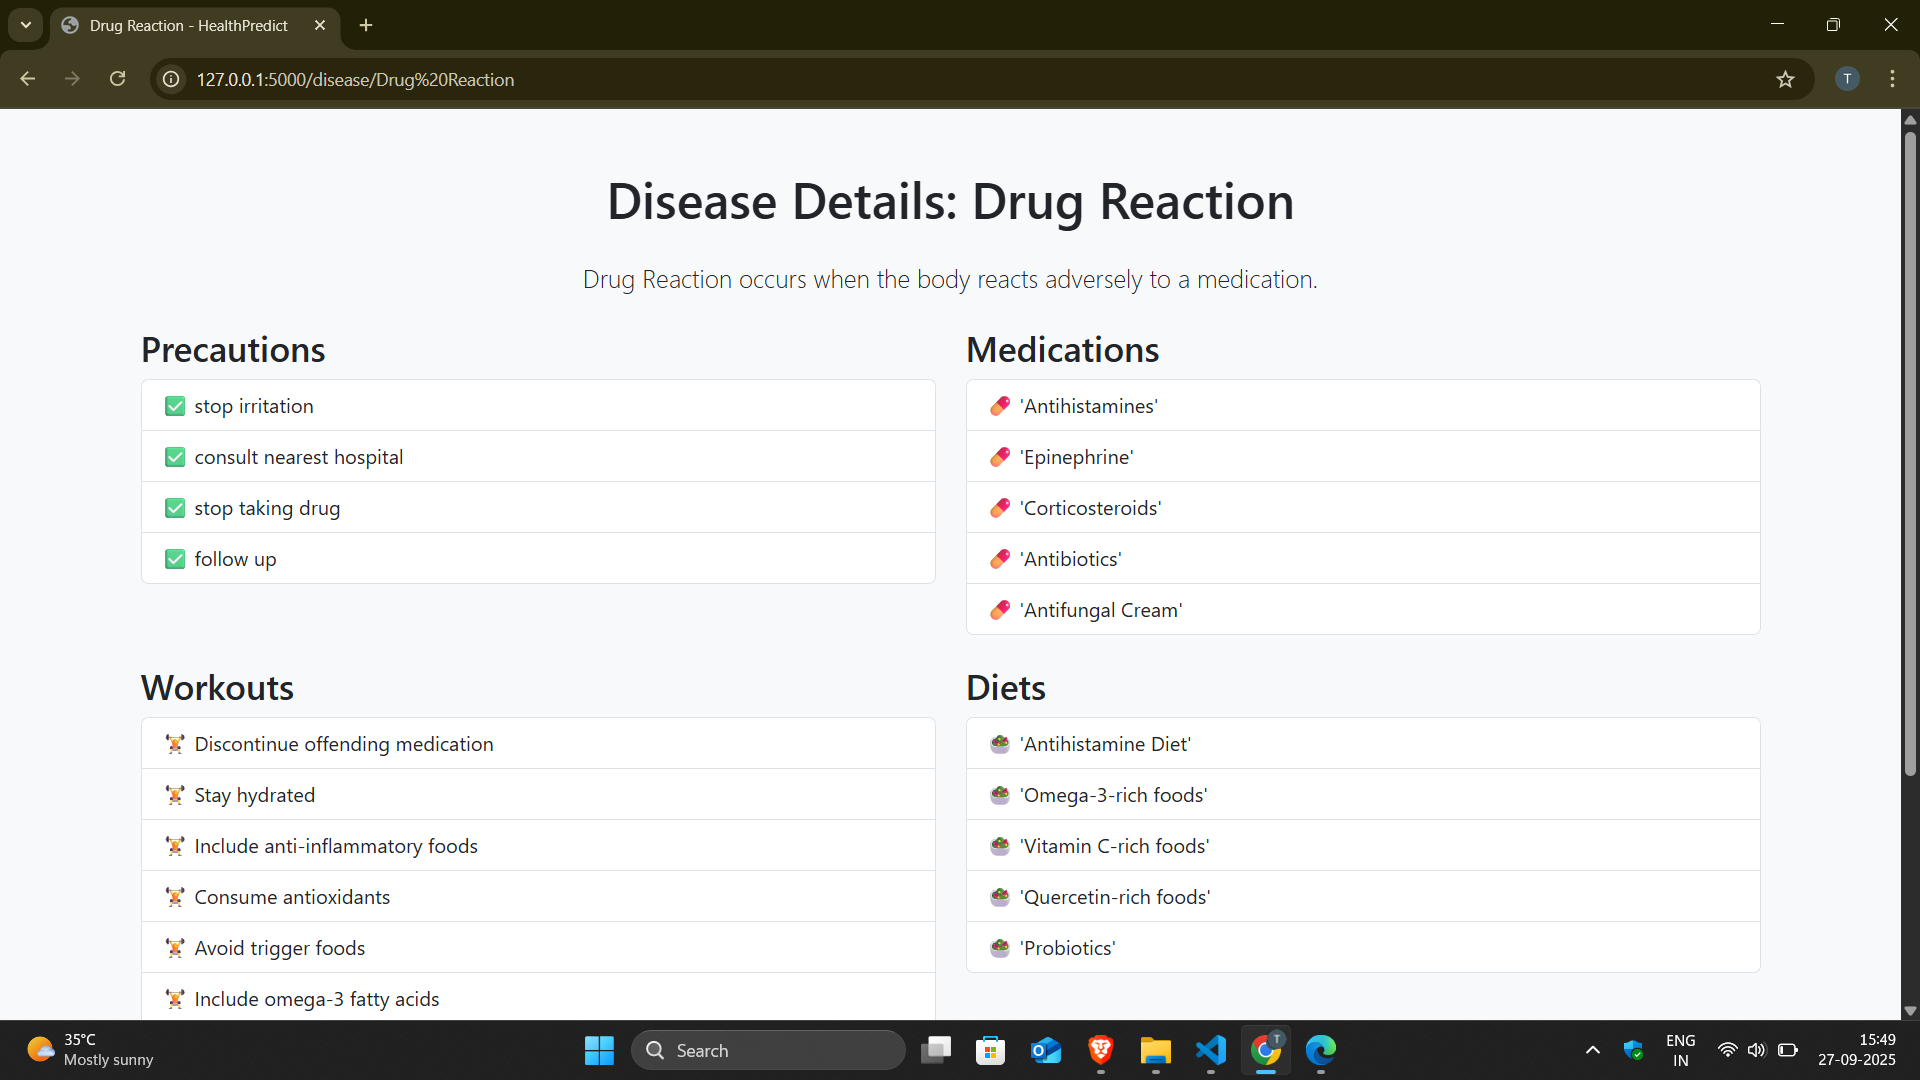 Drug Reaction - HealthPredict
127.0.0.1:5000/disease/Drug%20Reaction
T
Disease Details: Drug Reaction
Drug Reaction occurs when the body reacts adversely to a medication.
Precautions
stop irritation
consult nearest hospital
stop taking drug
follow up
Medications
'Antihistamines'
'Epinephrine'
'Corticosteroids'
'Antibiotics'
'Antifungal Cream'
Workouts
Discontinue offending medication
Stay hydrated
Include anti-inflammatory foods
Consume antioxidants
Avoid trigger foods
Include omega-3 fatty acids
Diets
'Antihistamine Diet'
'Omega-3-rich foods'
'Vitamin C-rich foods'
'Quercetin-rich foods'
'Probiotics'
35°C
Mostly sunny
Search
T
ENG
IN
15:49
27-09-2025